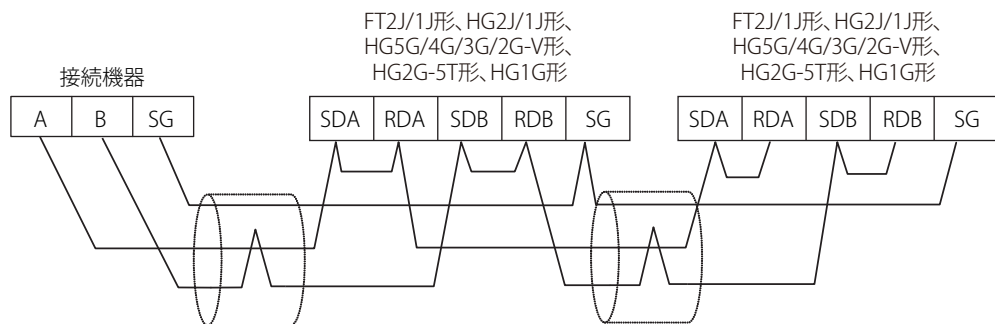 FT2J/1J形、HG2J/1J形、
HG5G/4G/3G/2G-V形、
HG2G-5T形、HG1G形
FT2J/1J形、HG2J/1J形、
HG5G/4G/3G/2G-V形、
HG2G-5T形、HG1G形
接続機器
A B SG
SDA RDA SDB RDB SG
SDA RDA SDB RDB SG